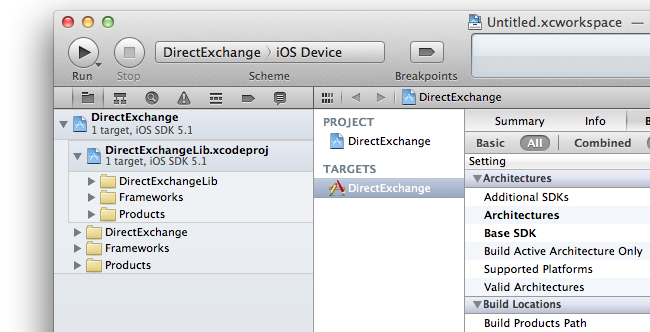 Untitled.xcworkspace —
DirectExchange 〉 iOS Device
Run
Stop
Scheme
Breakpoints
DirectExchange
1 target, iOS SDK 5.1
DirectExchangeLib.xcodeproj
1 target, iOS SDK 5.1
DirectExchangeLib
Frameworks
Products
DirectExchange
Frameworks
Products
DirectExchange
PROJECT
DirectExchange
TARGETS
DirectExchange
Summary
Info
B
Basic
All
Combined
Setting
Architectures
Additional SDKs
Architectures
Base SDK
Build Active Architecture Only
Supported Platforms
Valid Architectures
Build Locations
Build Products Path